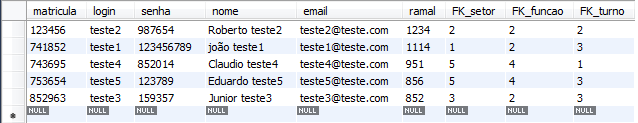 matricula login senha nome email ramal FK_setor FK_funcao FK_turno
123456 teste2 987654 Roberto teste2 teste2@teste.com 1234 2 2 2
741852 teste1 123456789 joão teste1 teste1@teste.com 1114 1 2 3
743695 teste4 852014 Claudio teste4 teste4@teste.com 951 5 4 1
753654 teste5 123789 Eduardo teste5 teste5@teste.com 856 5 4 3
852963 teste3 159357 Junior teste3 teste3@teste.com 852 3 2 3
NULL NULL NULL NULL NULL NULL NULL NULL NULL